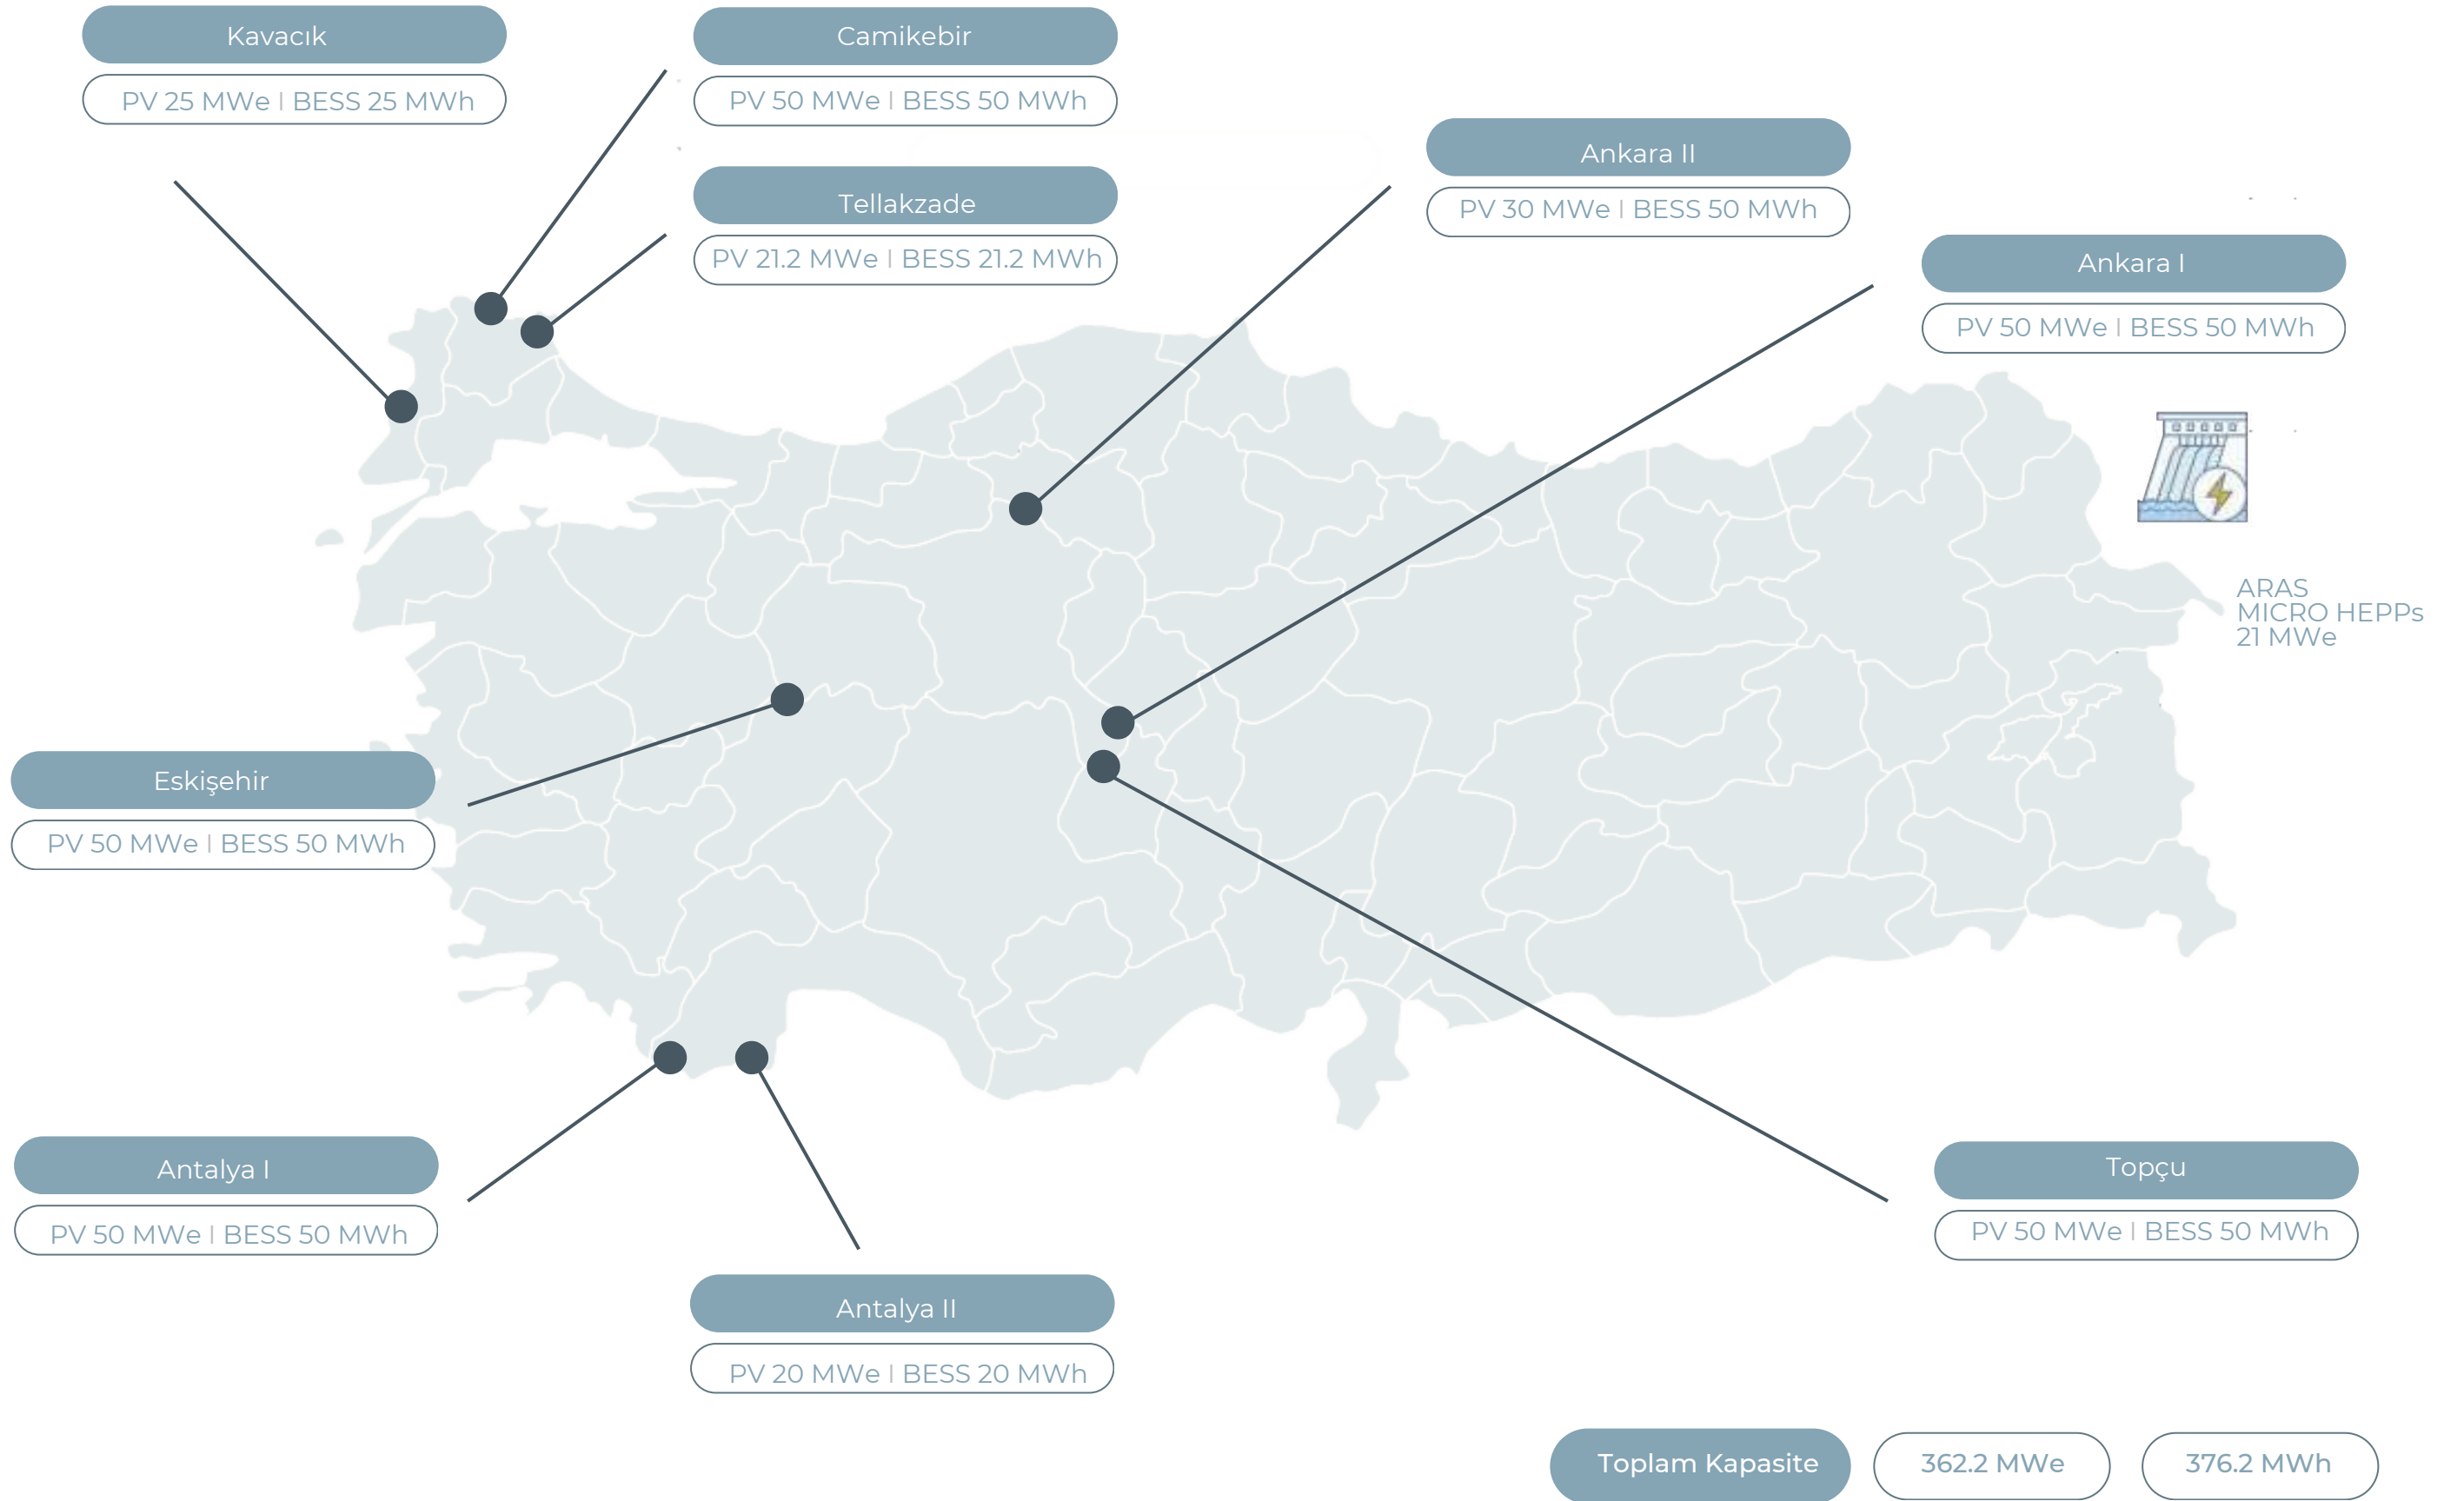 Kavacık
PV 25 MWe | BESS 25 MWh
Camikebir
PV 50 MWe | BESS 50 MWh
Tellakzade
PV 21.2 MWe | BESS 21.2 MWh
Ankara II
PV 30 MWe | BESS 50 MWh
Ankara I
PV 50 MWe | BESS 50 MWh
ARAS
MICRO HEPPs
21 MWe
Eskişehir
PV 50 MWe | BESS 50 MWh
Antalya I
PV 50 MWe | BESS 50 MWh
Antalya II
PV 20 MWe | BESS 20 MWh
Topçu
PV 50 MWe | BESS 50 MWh
Toplam Kapasite
362.2 MWe
376.2 MWh